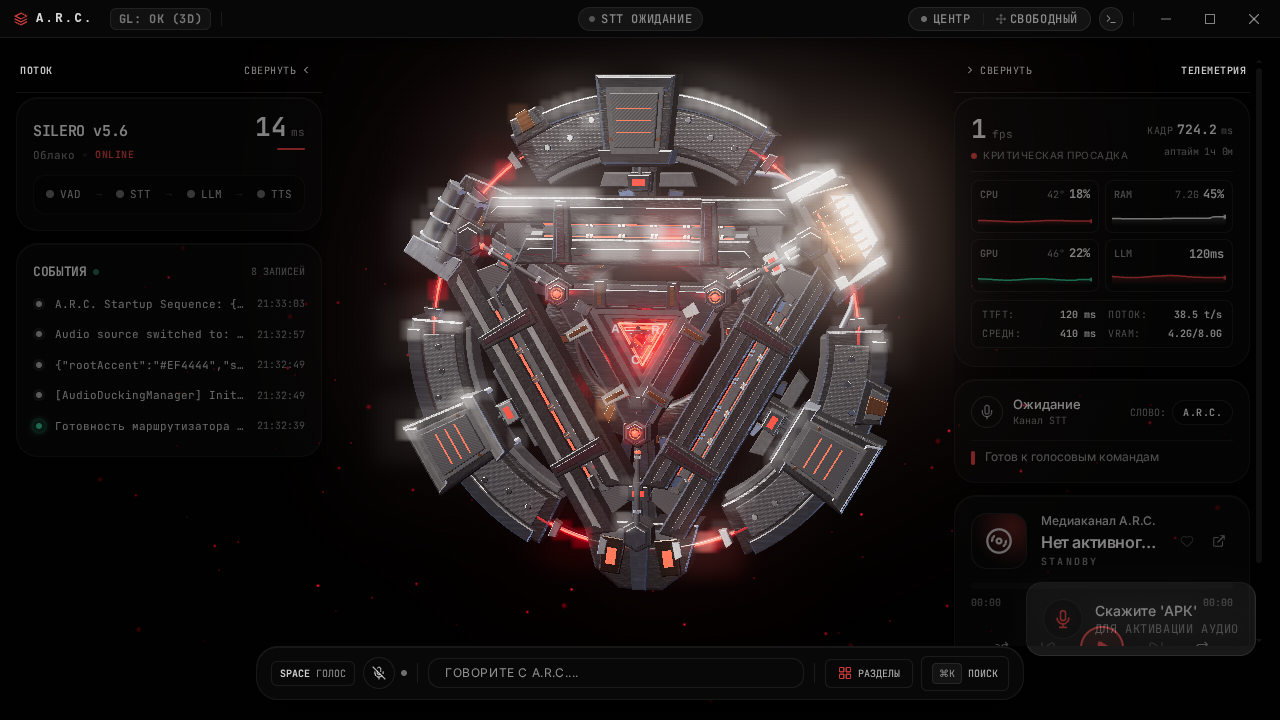 A.R.C.
GL: OK (3D)
STT ОЖИДАНИЕ
ЦЕНТР
СВОБОДНЫЙ
ПОТОК
СВЕРНУТЬ
SILERO v5.6
14 ms
Облако · ONLINE
VAD → STT → LLM → TTS
СОБЫТИЯ
8 ЗАПИСЕЙ
A.R.C. Startup Sequence: {… 21:33:03
Audio source switched to: … 21:32:57
{"rootAccent":"#EF4444","s… 21:32:49
[AudioDuckingManager] Init… 21:32:39
Готовность маршрутизатора … 21:32:39
A R
C
СВЕРНУТЬ
ТЕЛЕМЕТРИЯ
1 fps
КАДР 724.2 ms
КРИТИЧЕСКАЯ ПРОСАДКА
аптайм 1ч 0м
CPU 42° 18%
RAM 7.2G 45%
GPU 46° 22%
LLM 120ms
TTFT: 120 ms ПОТОК: 38.5 t/s
СРЕДН: 410 ms VRAM: 4.2G/8.0G
Ожидание
Канал STT
СЛОВО: A.R.C.
Готов к голосовым командам
Медиаканал A.R.C.
Нет активног…
STANDBY
00:00
00:00
Скажите 'АРК'
ДЛЯ АКТИВАЦИИ АУДИО
SPACE ГОЛОС
ГОВОРИТЕ С A.R.C....
РАЗДЕЛЫ
⌘K ПОИСК